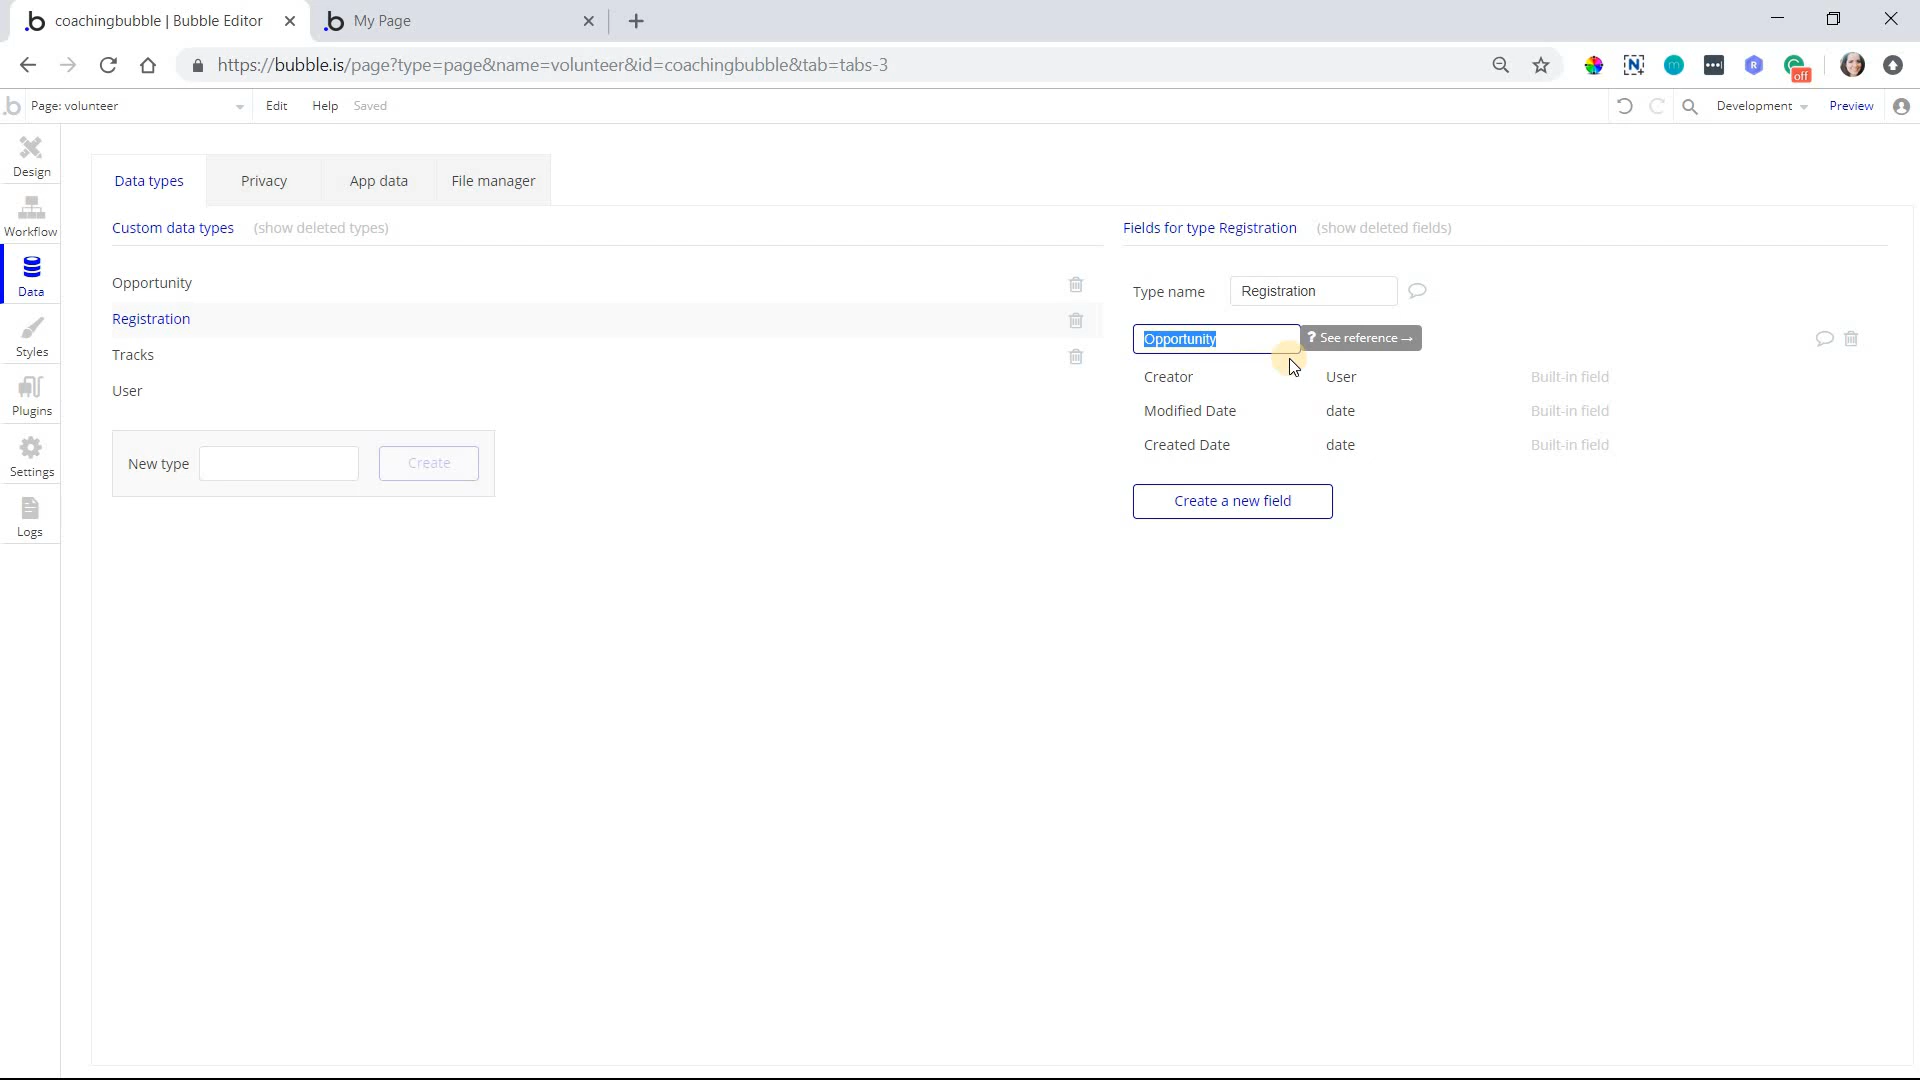 coachingbubble | Bubble Editor
My Page
https://bubble.is/page?type=page&name=volunteer&id=coachingbubble&tab=tabs-3
off
Page: volunteer
Edit
Help
Saved
Development
Preview
Design
Workflow
Data
Styles
Plugins
Settings
Logs
Data types
Privacy
App data
File manager
Custom data types (show deleted types)
Opportunity
Registration
Tracks
User
New type
Create
Fields for type Registration (show deleted fields)
Type name Registration
Opportunity ? See reference →
Creator User Built-in field
Modified Date date Built-in field
Created Date date Built-in field
Create a new field